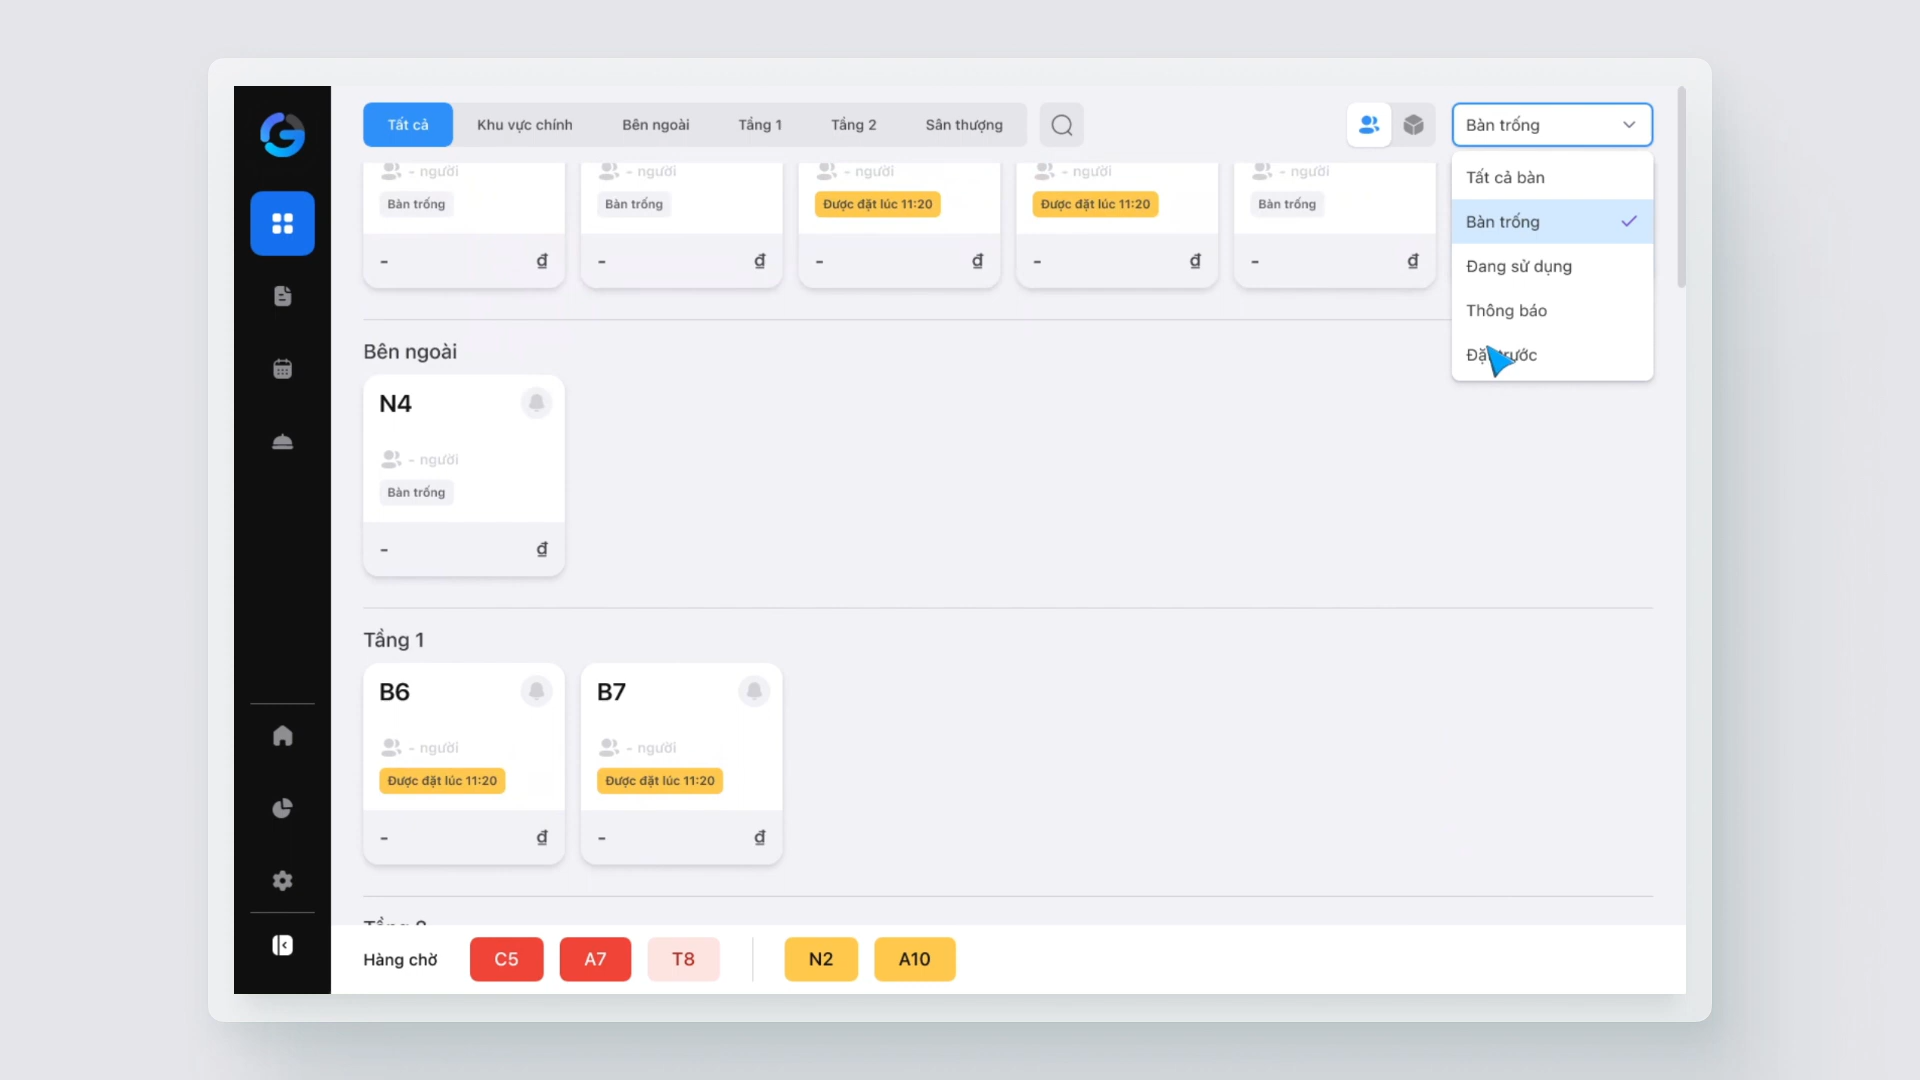 Tất cả
Khu vực chính
Bên ngoài
Tầng 1
Tầng 2
Sân thượng
Bàn trống
Tất cả bàn
Bàn trống
Đang sử dụng
Thông báo
- người
Bàn trống
- đ
- người
Bàn trống
- đ
- người
Được đặt lúc 11:20
- đ
- người
Được đặt lúc 11:20
- đ
- người
Bàn trống
- đ
Bên ngoài
N4
- người
Bàn trống
- đ
Tầng 1
B6
- người
Được đặt lúc 11:20
- đ
B7
- người
Được đặt lúc 11:20
- đ
Hàng chờ
C5
A7
T8
N2
A10